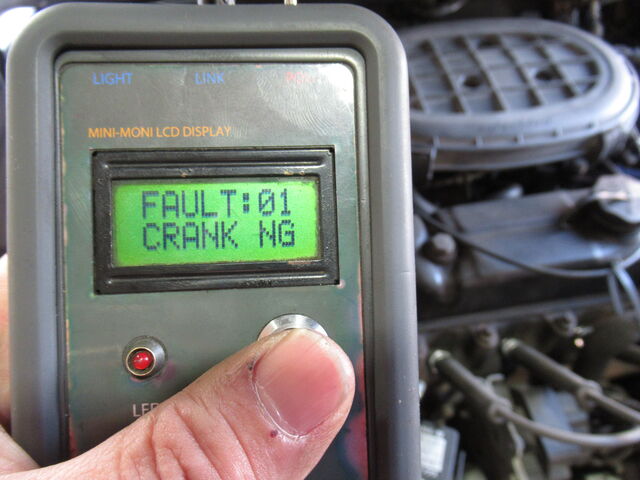 LIGHT LINK
MINI-MONI LCD DISPLAY
FAULT:01
CRANK NG